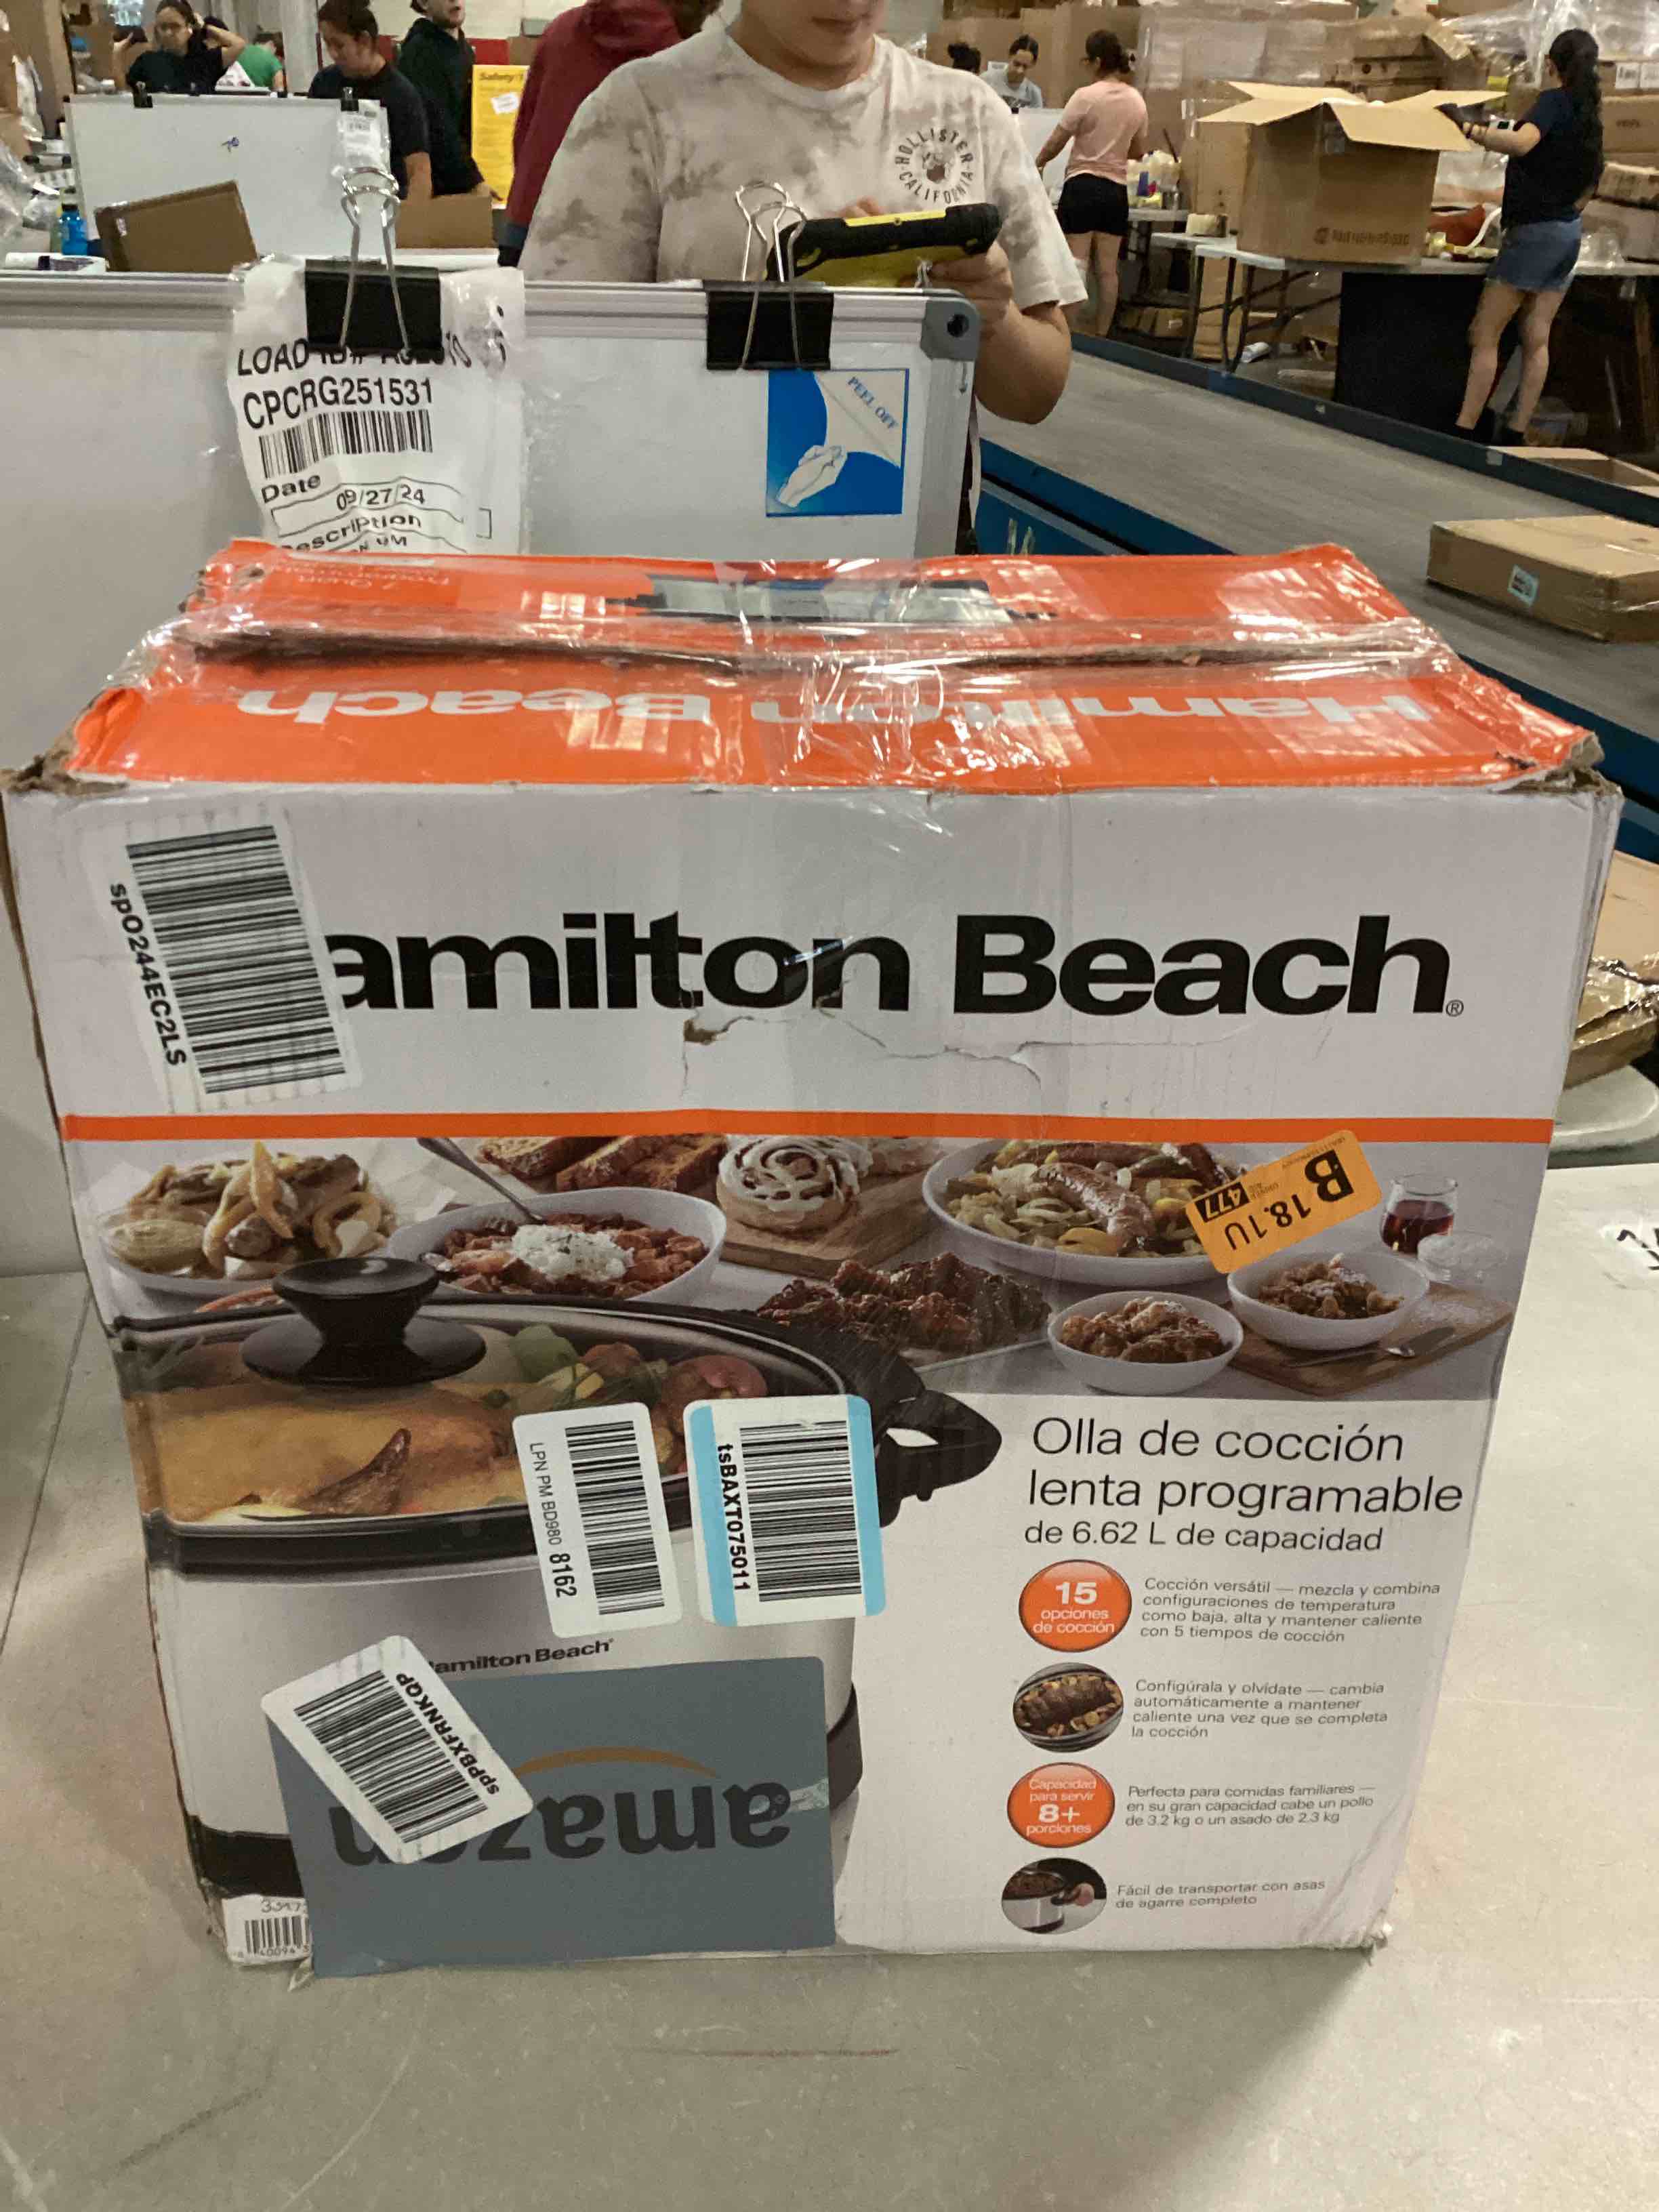 Safety
HOLLISTER
CALIFORNIA
PEEL OFF
LOAD ID#
CPCRG251531
Date
09/27/24
Description
Hamilton Beach
spO244EC2LS
amilton Beach®
B 18.1U
477
Olla de cocción
lenta programable
de 6.62 L de capacidad
15
opciones
de cocción
Cocción versátil — mezcla y combina
configuraciones de temperatura
como baja, alta y mantener caliente
con 5 tiempos de cocción
Configúrala y olvídate — cambia
automáticamente a mantener
caliente una vez que se completa
la cocción
Capacidad
para servir
8+
porciones
Perfecta para comidas familiares —
en su gran capacidad cabe un pollo
de 3.2 kg o un asado de 2.3 kg
Fácil de transportar con asas
de agarre completo
LPN PM BD980 8162
tsBAXT075011
amilton Beach
spPBXFRNKQP
amazon